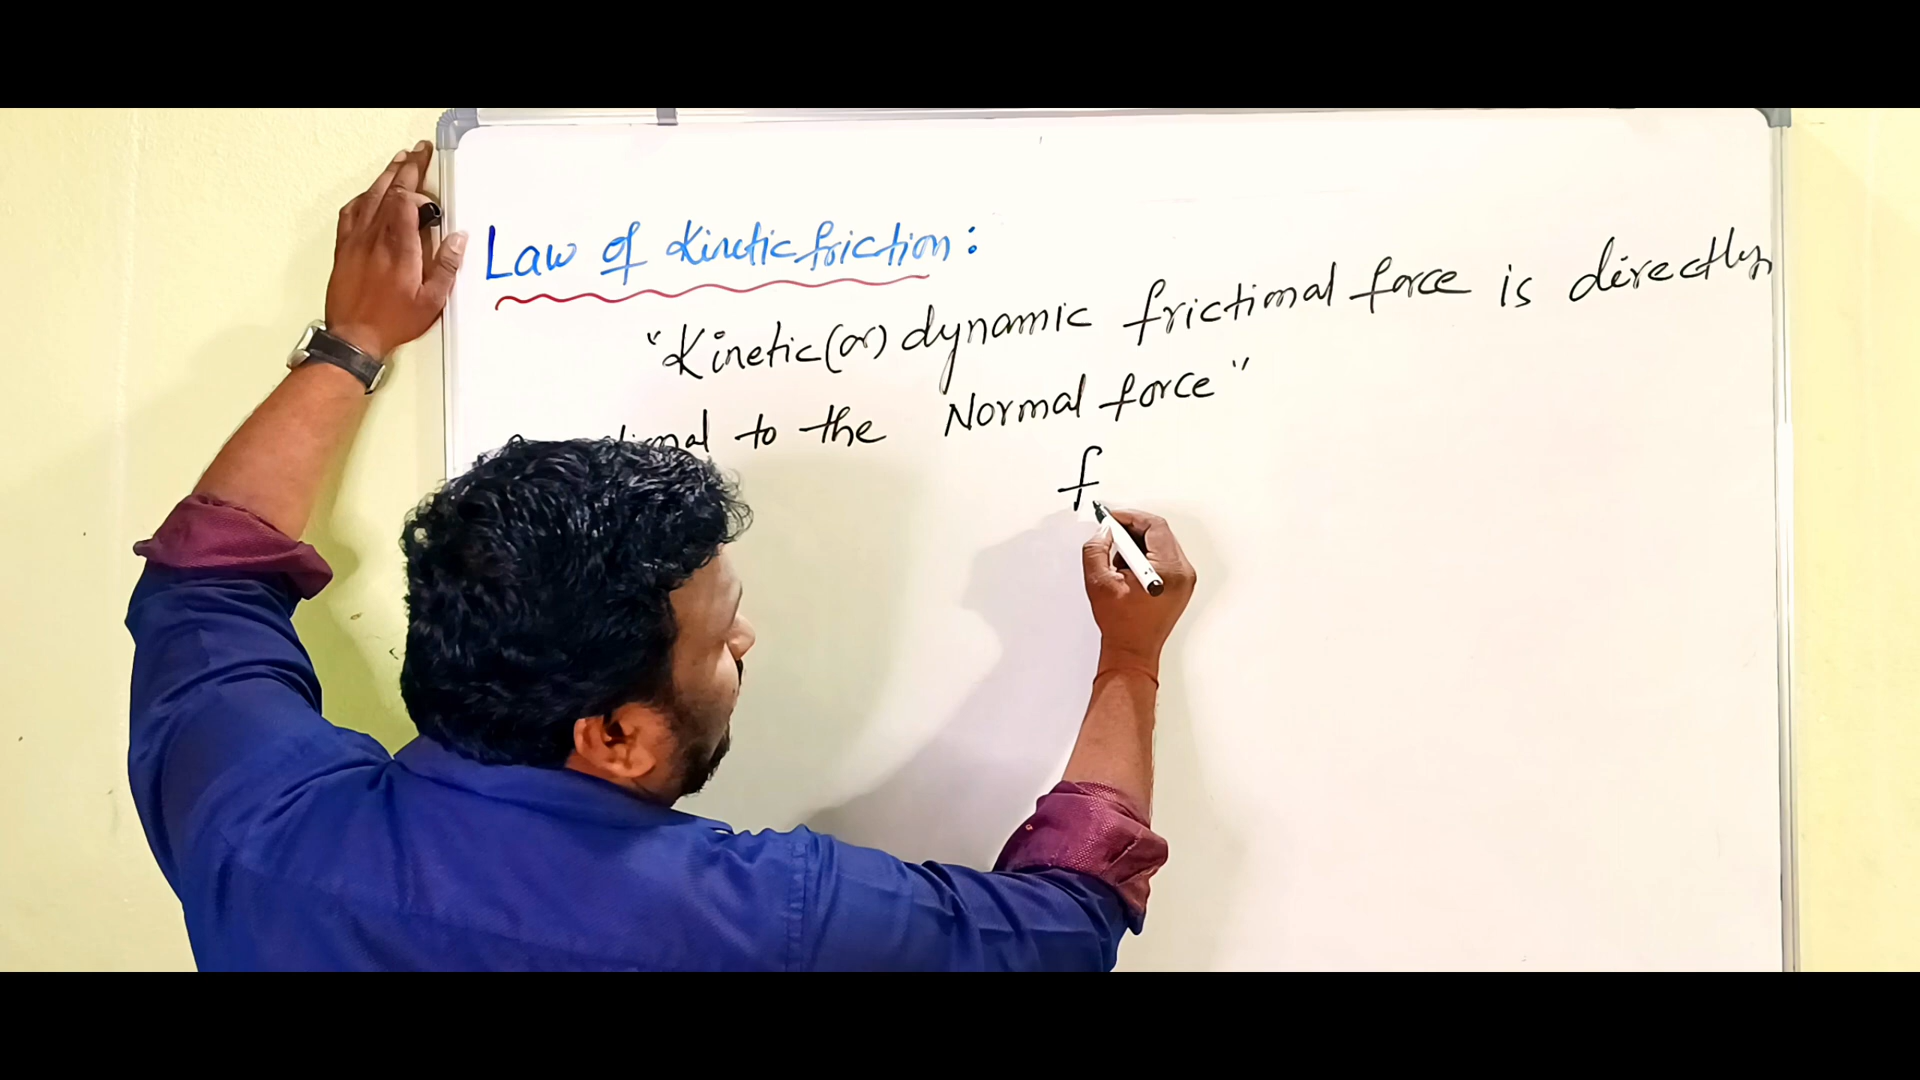 Law of Kinetic friction:
"Kinetic (or) dynamic frictional force is directly
to the Normal force"
f